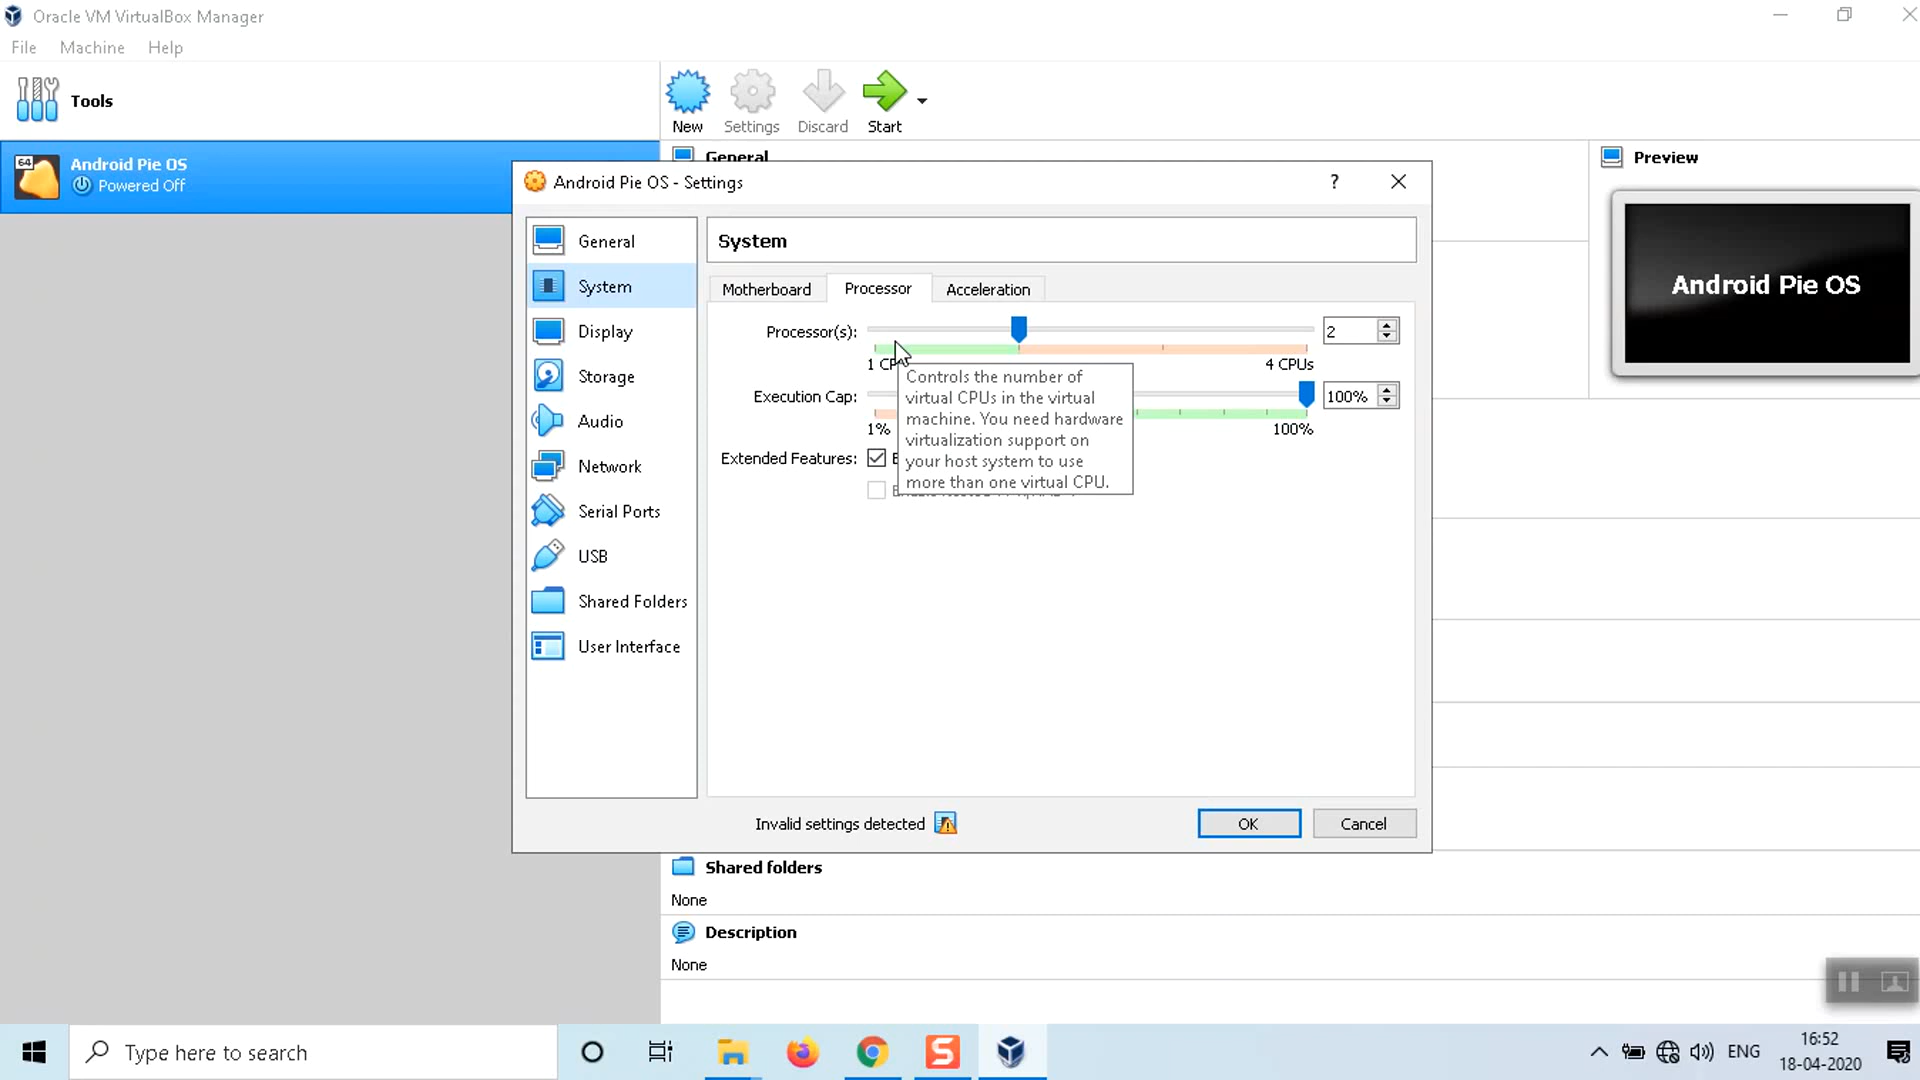 Oracle VM VirtualBox Manager
File Machine Help
Tools
New Settings Discard Start
64
Android Pie OS
Powered Off
General
Preview
Android Pie OS
Android Pie OS - Settings
?
General
System
Display
Storage
Audio
Network
Serial Ports
USB
Shared Folders
User Interface
System
Motherboard Processor Acceleration
Processor(s): 2
1 4 CPUs
Execution Cap: 100%
1% 100%
Extended Features:
Controls the number of
virtual CPUs in the virtual
machine. You need hardware
virtualization support on
your host system to use
more than one virtual CPU.
Invalid settings detected
OK Cancel
Shared folders
None
Description
None
Type here to search
S
ENG
16:52
18-04-2020